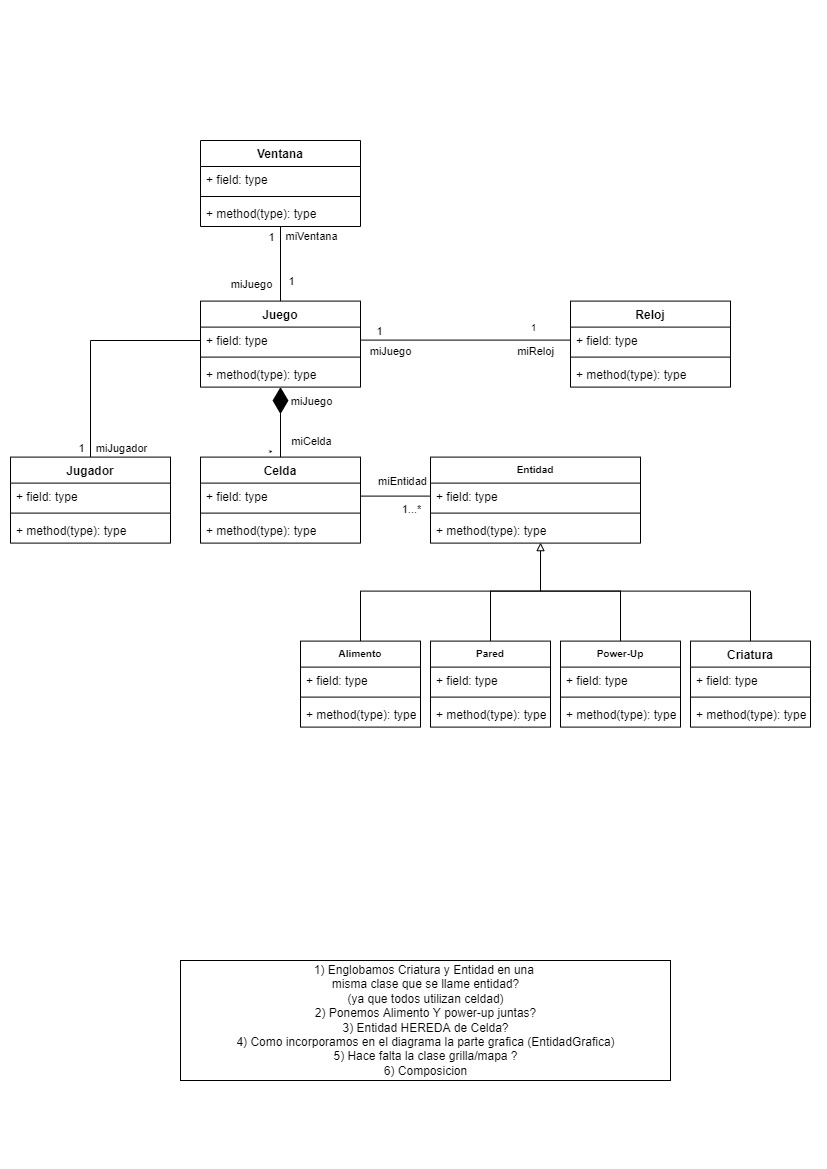 Ventana
+ field: type
+ method(type): type
1 miVentana
miJuego 1
Juego
+ field: type
+ method(type): type
1
miJuego
1
miReloj
Reloj
+ field: type
+ method(type): type
miJuego
miCelda
*
1 miJugador
Jugador
+ field: type
+ method(type): type
Celda
+ field: type
+ method(type): type
miEntidad
1...*
Entidad
+ field: type
+ method(type): type
Alimento
+ field: type
+ method(type): type
Pared
+ field: type
+ method(type): type
Power-Up
+ field: type
+ method(type): type
Criatura
+ field: type
+ method(type): type
1) Englobamos Criatura y Entidad en una
misma clase que se llame entidad?
(ya que todos utilizan celdad)
2) Ponemos Alimento Y power-up juntas?
3) Entidad HEREDA de Celda?
4) Como incorporamos en el diagrama la parte grafica (EntidadGrafica)
5) Hace falta la clase grilla/mapa ?
6) Composicion